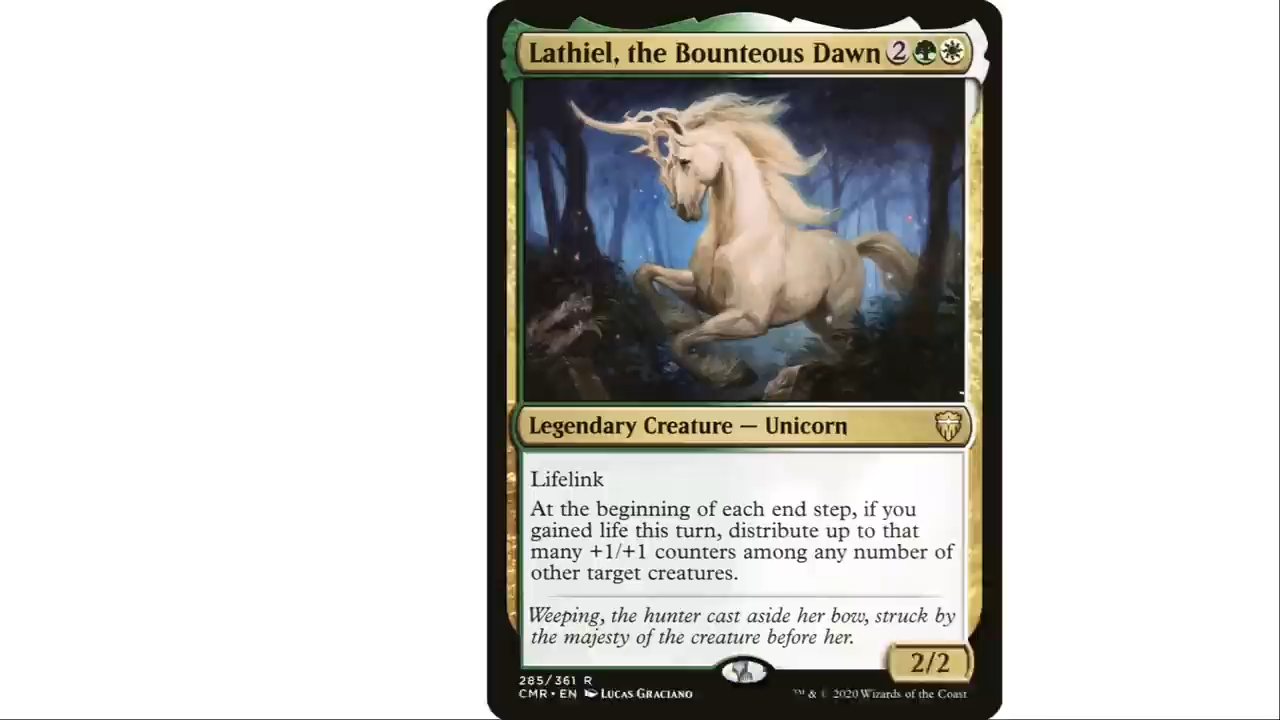 Lathiel, the Bounteous Dawn 2
Legendary Creature — Unicorn
Lifelink
At the beginning of each end step, if you
gained life this turn, distribute up to that
many +1/+1 counters among any number of
other target creatures.
Weeping, the hunter cast aside her bow, struck by
the majesty of the creature before her.
2/2
285/361 R
CMR • EN Lucas Graciano
™ & © 2020 Wizards of the Coast